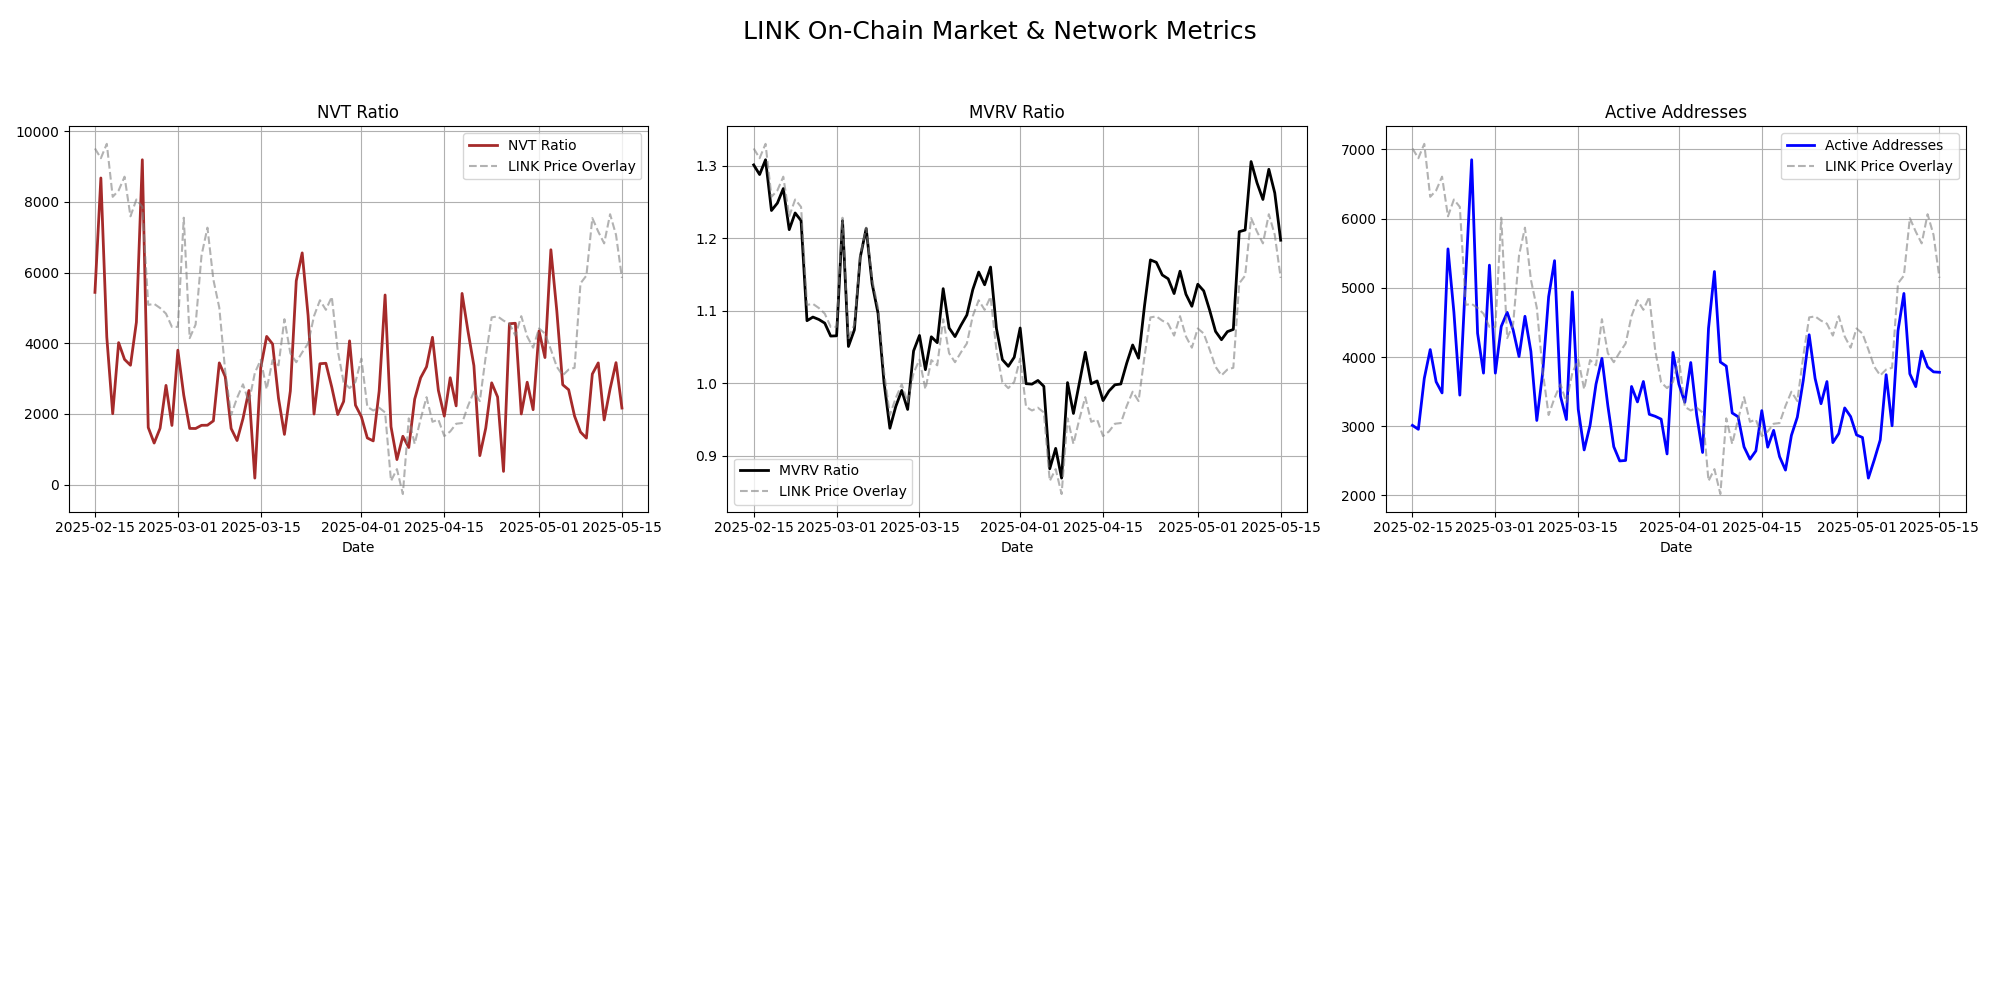 LINK On-Chain Market & Network Metrics
NVT Ratio
10000
8000
6000
4000
2000
0
NVT Ratio
LINK Price Overlay
2025-02-15 2025-03-01 2025-03-15 2025-04-01 2025-04-15 2025-05-01 2025-05-15
Date
MVRV Ratio
1.3
1.2
1.1
1.0
0.9
MVRV Ratio
LINK Price Overlay
2025-02-15 2025-03-01 2025-03-15 2025-04-01 2025-04-15 2025-05-01 2025-05-15
Date
Active Addresses
7000
6000
5000
4000
3000
2000
Active Addresses
LINK Price Overlay
2025-02-15 2025-03-01 2025-03-15 2025-04-01 2025-04-15 2025-05-01 2025-05-15
Date